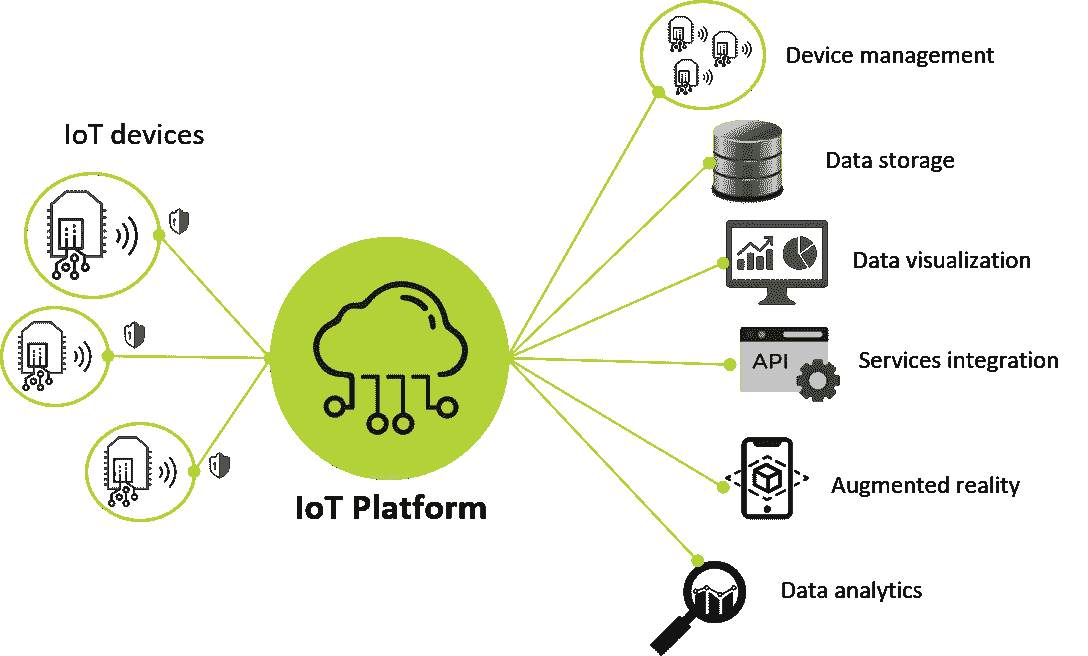 IoT devices
IoT Platform
Device management
Data storage
Data visualization
API
Services integration
Augmented reality
Data analytics